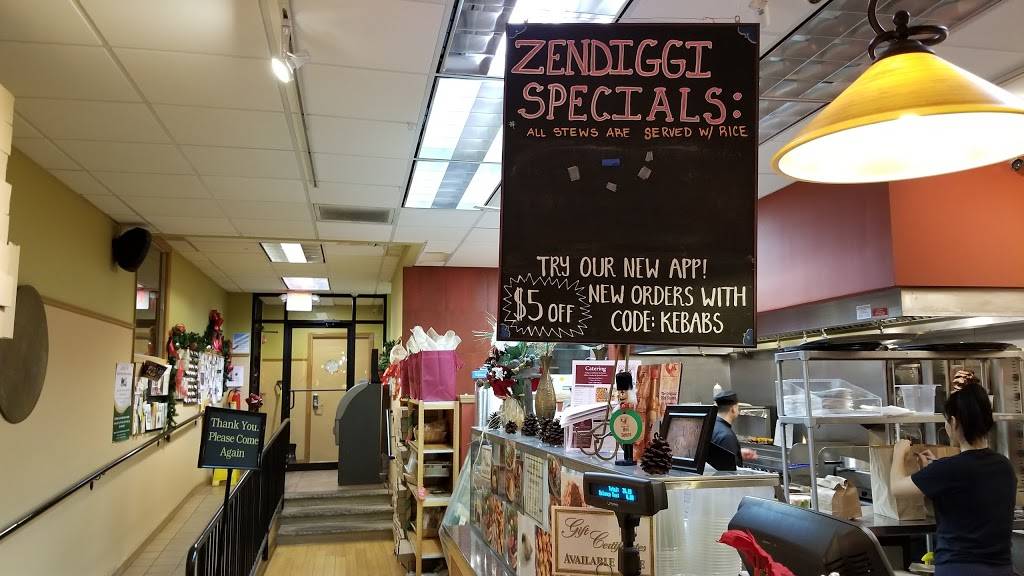 ZENDIGGI
SPECIALS:
ALL STEWS ARE SERVED W/ RICE
TRY OUR NEW APP!
$5 OFF
NEW ORDERS WITH
CODE: KEBABS
Thank You.
Please Come
Again
Catering
Gift Certificates
AVAILABLE